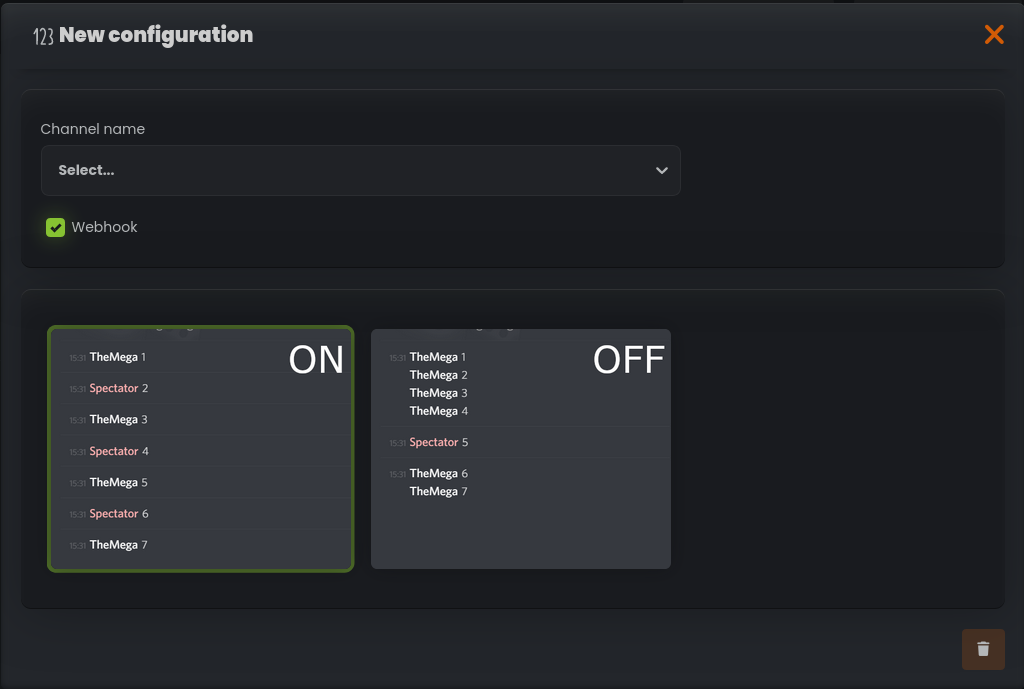 123 New configuration
Channel name
Select...
Webhook
ON
15:31 TheMega 1
15:31 Spectator 2
15:31 TheMega 3
15:31 Spectator 4
15:31 TheMega 5
15:31 Spectator 6
15:31 TheMega 7
OFF
15:31 TheMega 1
TheMega 2
TheMega 3
TheMega 4
15:31 Spectator 5
15:31 TheMega 6
TheMega 7